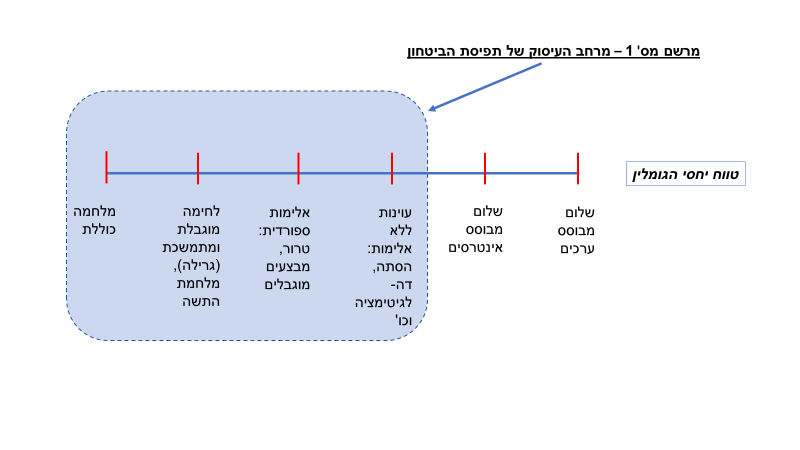 מרשם מס' 1 – מרחב העיסוק של תפיסת הביטחון
טווח יחסי הגומלין
שלום
מבוסס
ערכים
שלום
מבוסס
אינטרסים
עוינות
ללא
אלימות:
הסתה,
דה-
לגיטימציה
וכו'
אלימות
ספורדית:
טרור,
מבצעים
מוגבלים
לחימה
מוגבלת
ומתמשכת
(גרילה),
מלחמת
התשה
מלחמה
כוללת